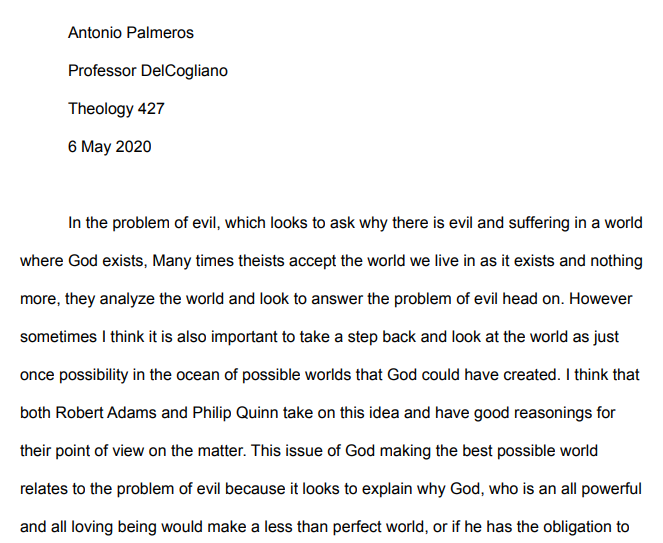 Antonio Palmeros
Professor DelCogliano
Theology 427
6 May 2020
In the problem of evil, which looks to ask why there is evil and suffering in a world
where God exists, Many times theists accept the world we live in as it exists and nothing
more, they analyze the world and look to answer the problem of evil head on. However
sometimes I think it is also important to take a step back and look at the world as just
once possibility in the ocean of possible worlds that God could have created. I think that
both Robert Adams and Philip Quinn take on this idea and have good reasonings for
their point of view on the matter. This issue of God making the best possible world
relates to the problem of evil because it looks to explain why God, who is an all powerful
and all loving being would make a less than perfect world, or if he has the obligation to